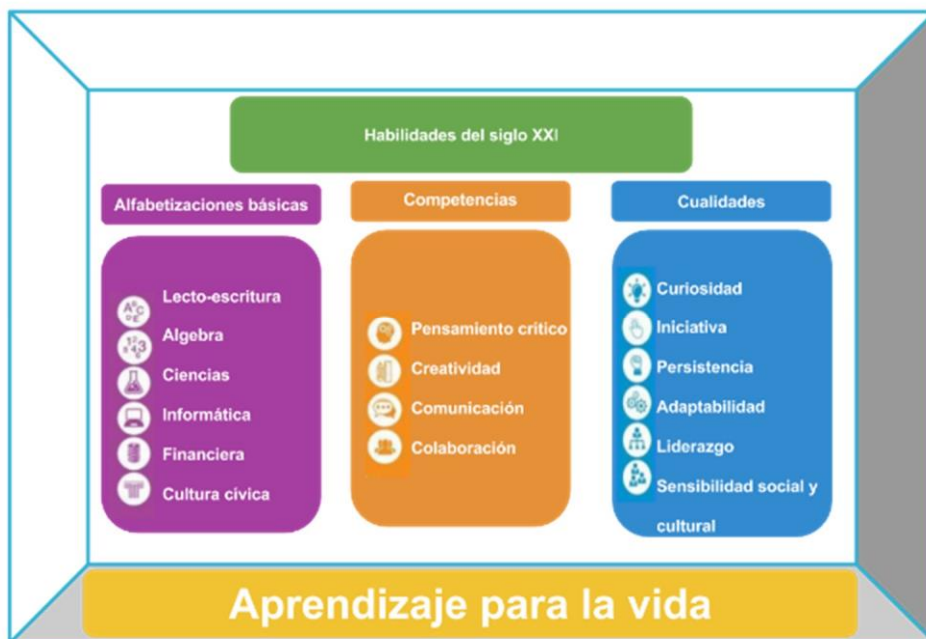 Habilidades del siglo XXI
Alfabetizaciones básicas
Lecto-escritura
Algebra
Ciencias
Informática
Financiera
Cultura cívica
Competencias
Pensamiento crítico
Creatividad
Comunicación
Colaboración
Cualidades
Curiosidad
Iniciativa
Persistencia
Adaptabilidad
Liderazgo
Sensibilidad social y
cultural
Aprendizaje para la vida